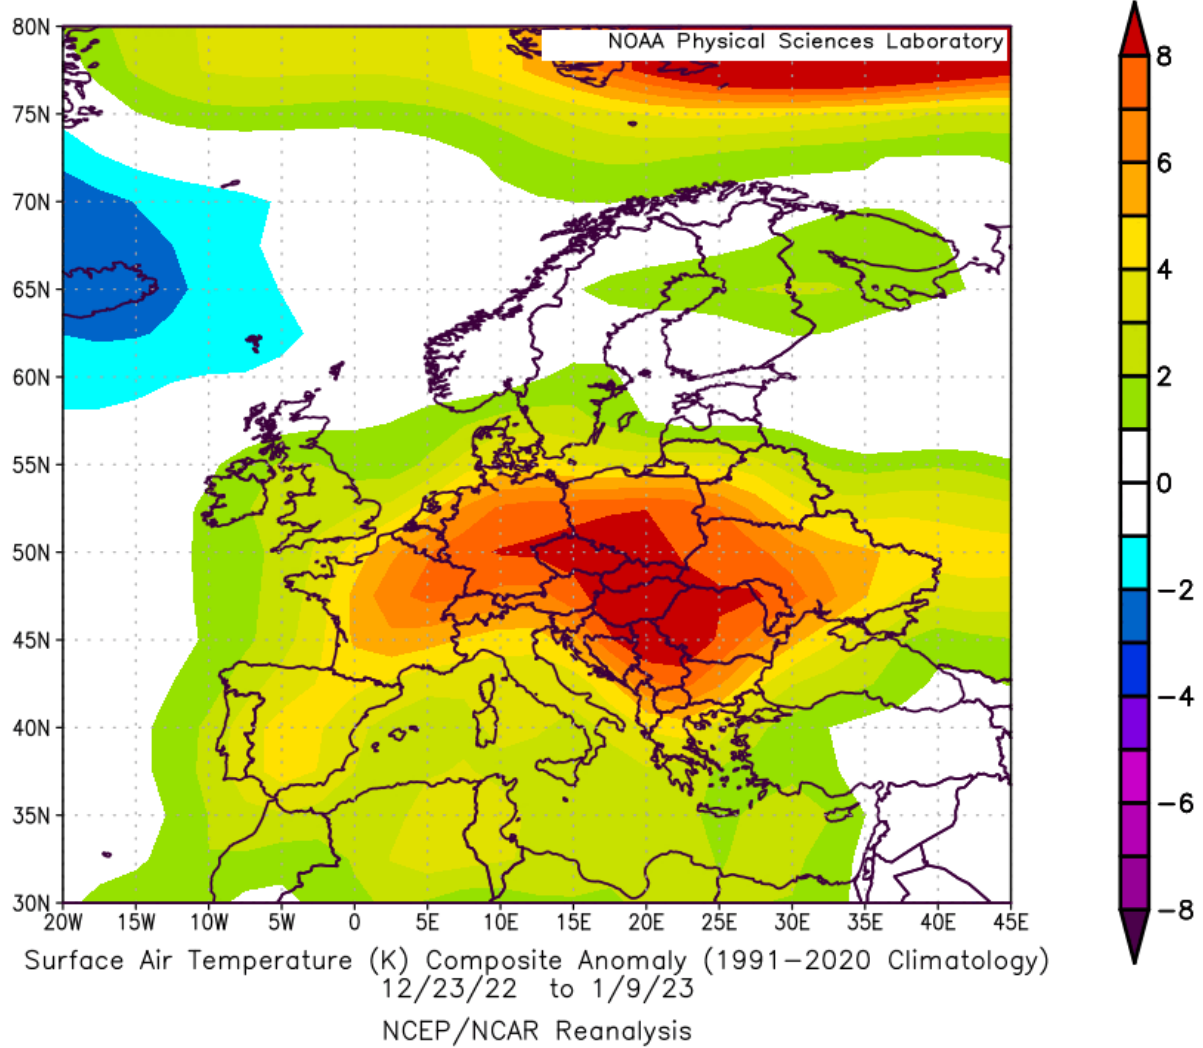 80N
NOAA Physical Sciences Laboratory
8
75N
6
70N
4
65N
2
60N
55N
0
50N
−2
45N
−4
40N
−6
35N
30N
−8
20W 15W 10W 5W 0 5E 10E 15E 20E 25E 30E 35E 40E 45E
Surface Air Temperature (K) Composite Anomaly (1991−2020 Climatology)
12/23/22 to 1/9/23
NCEP/NCAR Reanalysis